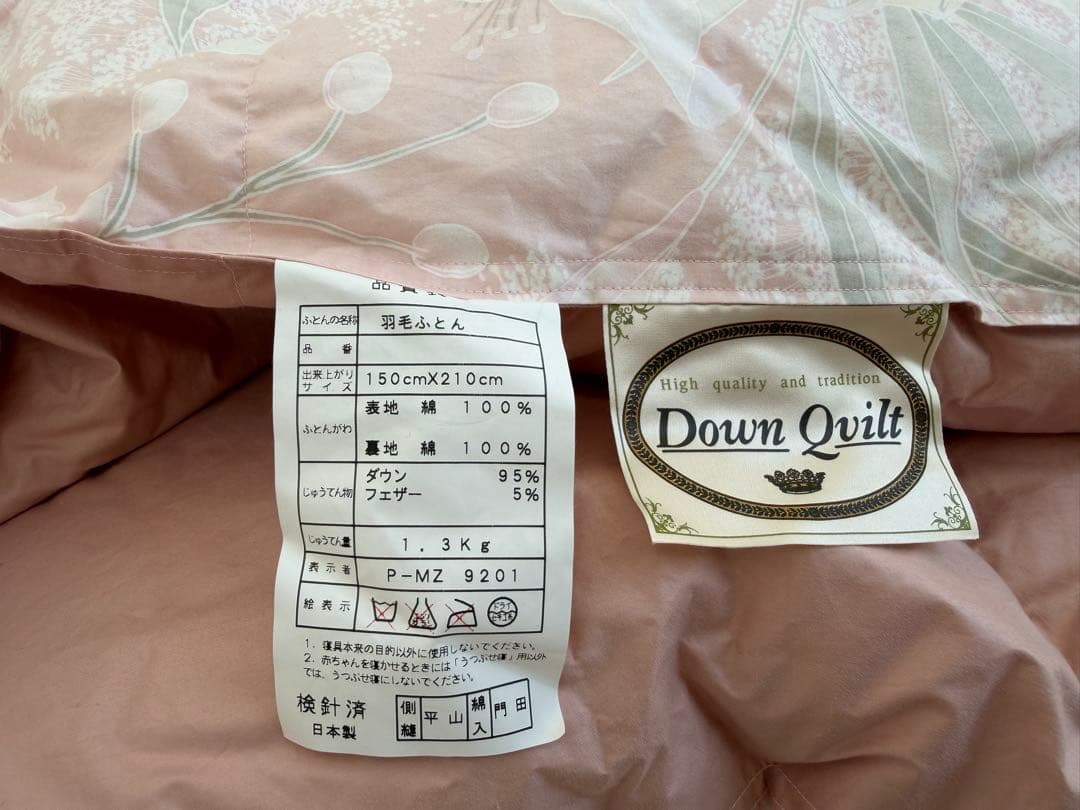 品質表
ふとんの名称 羽毛ふとん
品番
出来上がりサイズ 150cmX210cm
ふとんがわ 表地 綿 100%
裏地 綿 100%
じゅうてん物 ダウン 95%
フェザー 5%
じゅうてん量 1.3Kg
表示者 P-MZ 9201
絵表示 ドライ
1. 寝具本来の目的以外に使用しないでください。
2. 赤ちゃんを寝かせるときには「うつぶせ寝」用以外
では、うつぶせ寝にしないでください。
検針済
日本製
側縫 平山 綿入 門田
High quality and tradition
Down Qvilt